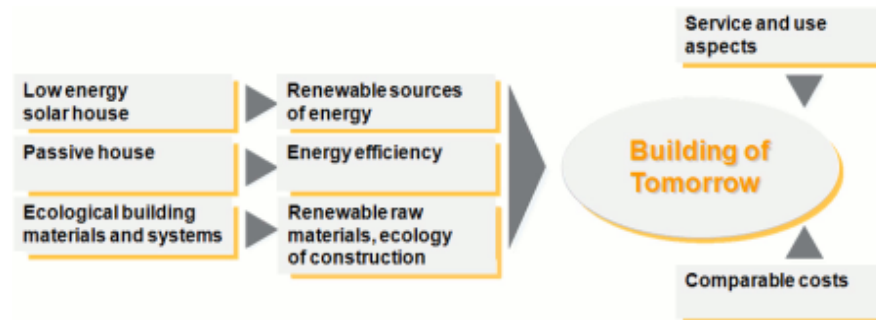 Service and use
aspects
Low energy
solar house
Renewable sources
of energy
Passive house
Energy efficiency
Building of
Tomorrow
Ecological building
materials and systems
Renewable raw
materials, ecology
of construction
Comparable costs